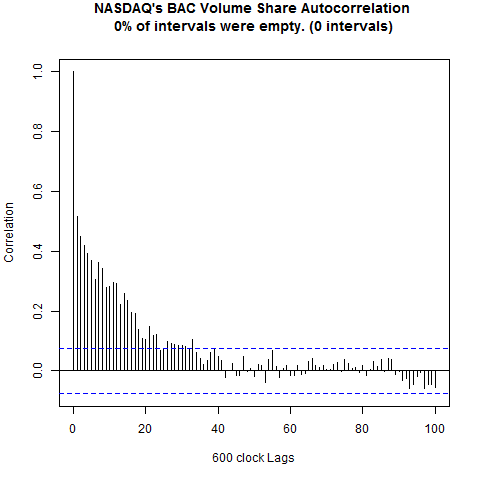 NASDAQ's BAC Volume Share Autocorrelation
0% of intervals were empty. (0 intervals)
1.0
0.8
0.6
0.4
0.2
0.0
Correlation
0 20 40 60 80 100
600 clock Lags